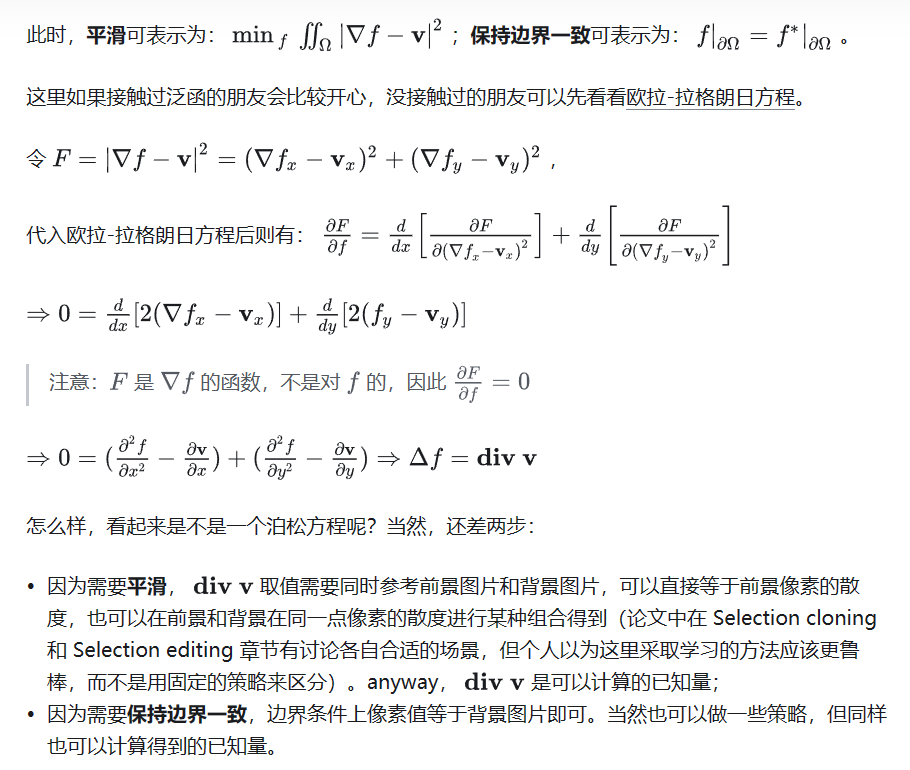 此时，平滑可表示为： $\min_f \iint_\Omega |\nabla f - \mathbf{v}|^2$ ；保持边界一致可表示为： $f|_{\partial\Omega} = f^*|_{\partial\Omega}$ 。
这里如果接触过泛函的朋友会比较开心，没接触过的朋友可以先看看欧拉-拉格朗日方程。
令 $F = |\nabla f - \mathbf{v}|^2 = (\nabla f_x - \mathbf{v}_x)^2 + (\nabla f_y - \mathbf{v}_y)^2$ ，
代入欧拉-拉格朗日方程后则有： $\frac{\partial F}{\partial f} = \frac{d}{dx}\left[\frac{\partial F}{\partial(\nabla f_x - \mathbf{v}_x)^2}\right] + \frac{d}{dy}\left[\frac{\partial F}{\partial(\nabla f_y - \mathbf{v}_y)^2}\right]$
$\Rightarrow 0 = \frac{d}{dx}[2(\nabla f_x - \mathbf{v}_x)] + \frac{d}{dy}[2(f_y - \mathbf{v}_y)]$
注意： $F$ 是 $\nabla f$ 的函数，不是对 $f$ 的，因此 $\frac{\partial F}{\partial f} = 0$
$\Rightarrow 0 = (\frac{\partial^2 f}{\partial x^2} - \frac{\partial \mathbf{v}}{\partial x}) + (\frac{\partial^2 f}{\partial y^2} - \frac{\partial \mathbf{v}}{\partial y}) \Rightarrow \Delta f = \mathbf{div\ v}$
怎么样，看起来是不是一个泊松方程呢？当然，还差两步：
• 因为需要平滑， $\mathbf{div\ v}$ 取值需要同时参考前景图片和背景图片，可以直接等于前景像素的散
度，也可以在前景和背景在同一点像素的散度进行某种组合得到（论文中在 Selection cloning
和 Selection editing 章节有讨论各自合适的场景，但个人以为这里采取学习的方法应该更鲁
棒，而不是用固定的策略来区分）。anyway， $\mathbf{div\ v}$ 是可以计算的已知量；
• 因为需要保持边界一致，边界条件上像素值等于背景图片即可。当然也可以做一些策略，但同样
也可以计算得到的已知量。